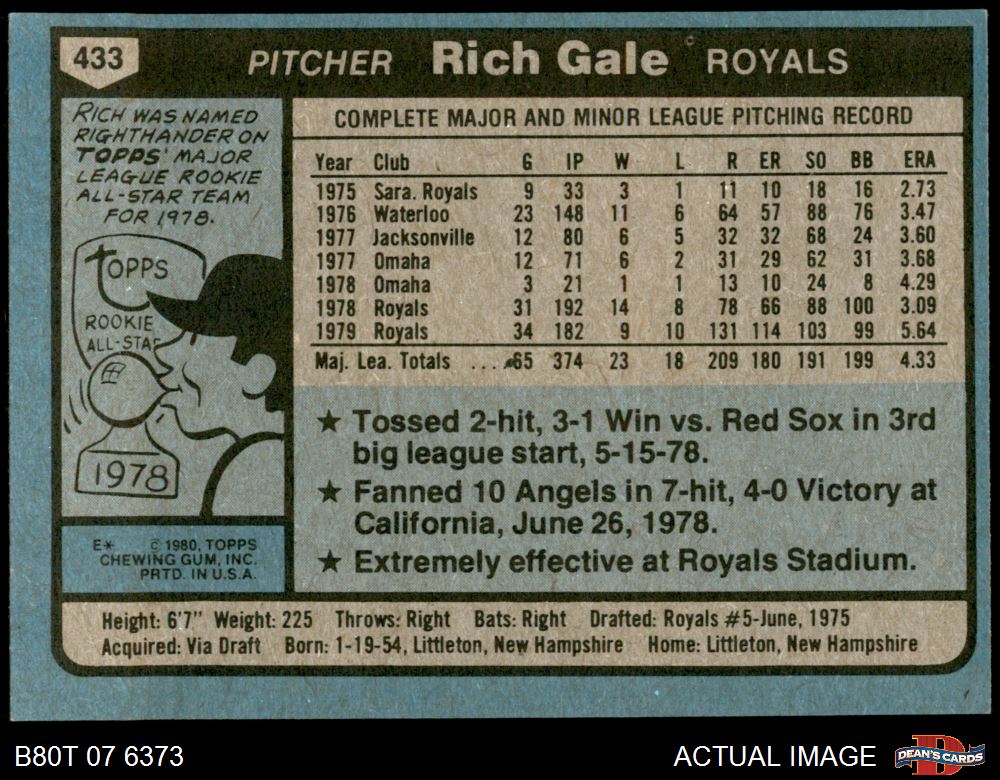 433 PITCHER Rich Gale ROYALS
RICH WAS NAMED
RIGHTHANDER ON
TOPPS' MAJOR
LEAGUE ROOKIE
ALL-STAR TEAM
FOR 1978.
TOPPS
ROOKIE
ALL-STAR
1978
E* © 1980, TOPPS
CHEWING GUM, INC.
PRTD. IN U.S.A.
COMPLETE MAJOR AND MINOR LEAGUE PITCHING RECORD
Year Club G IP W L R ER SO BB ERA
1975 Sara. Royals 9 33 3 1 11 10 18 16 2.73
1976 Waterloo 23 148 11 6 64 57 88 76 3.47
1977 Jacksonville 12 80 6 5 32 32 68 24 3.60
1977 Omaha 12 71 6 2 31 29 62 31 3.68
1978 Omaha 3 21 1 1 13 10 24 8 4.29
1978 Royals 31 192 14 8 78 66 88 100 3.09
1979 Royals 34 182 9 10 131 114 103 99 5.64
Maj. Lea. Totals ....65 374 23 18 209 180 191 199 4.33
★ Tossed 2-hit, 3-1 Win vs. Red Sox in 3rd
big league start, 5-15-78.
★ Fanned 10 Angels in 7-hit, 4-0 Victory at
California, June 26, 1978.
★ Extremely effective at Royals Stadium.
Height: 6'7" Weight: 225 Throws: Right Bats: Right Drafted: Royals #5-June, 1975
Acquired: Via Draft Born: 1-19-54, Littleton, New Hampshire Home: Littleton, New Hampshire
B80T 07 6373 ACTUAL IMAGE DEAN'S CARDS